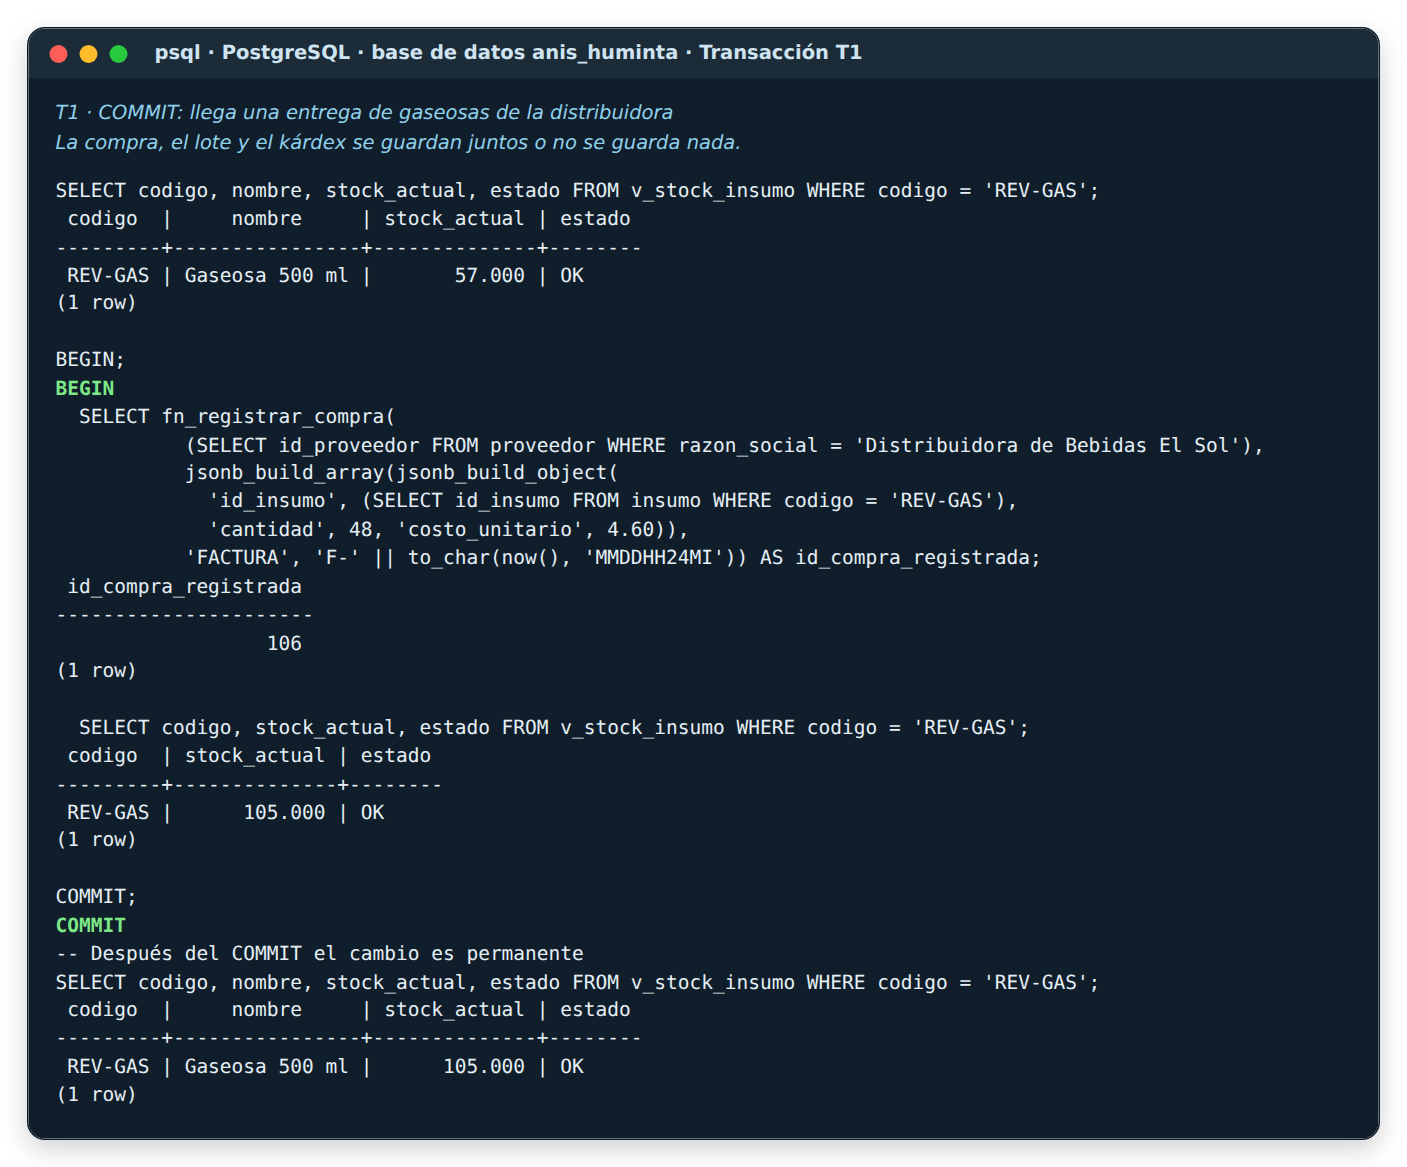 psql · PostgreSQL · base de datos anis_huminta · Transacción T1
T1 · COMMIT: llega una entrega de gaseosas de la distribuidora
La compra, el lote y el kárdex se guardan juntos o no se guarda nada.
SELECT codigo, nombre, stock_actual, estado FROM v_stock_insumo WHERE codigo = 'REV-GAS';
 codigo  |     nombre     | stock_actual | estado
---------+----------------+--------------+--------
 REV-GAS | Gaseosa 500 ml |       57.000 | OK
(1 row)
BEGIN;
BEGIN
  SELECT fn_registrar_compra(
           (SELECT id_proveedor FROM proveedor WHERE razon_social = 'Distribuidora de Bebidas El Sol'),
           jsonb_build_array(jsonb_build_object(
             'id_insumo', (SELECT id_insumo FROM insumo WHERE codigo = 'REV-GAS'),
             'cantidad', 48, 'costo_unitario', 4.60)),
           'FACTURA', 'F-' || to_char(now(), 'MMDDHH24MI')) AS id_compra_registrada;
 id_compra_registrada
----------------------
                  106
(1 row)
  SELECT codigo, stock_actual, estado FROM v_stock_insumo WHERE codigo = 'REV-GAS';
 codigo  | stock_actual | estado
---------+--------------+--------
 REV-GAS |      105.000 | OK
(1 row)
COMMIT;
COMMIT
-- Después del COMMIT el cambio es permanente
SELECT codigo, nombre, stock_actual, estado FROM v_stock_insumo WHERE codigo = 'REV-GAS';
 codigo  |     nombre     | stock_actual | estado
---------+----------------+--------------+--------
 REV-GAS | Gaseosa 500 ml |      105.000 | OK
(1 row)